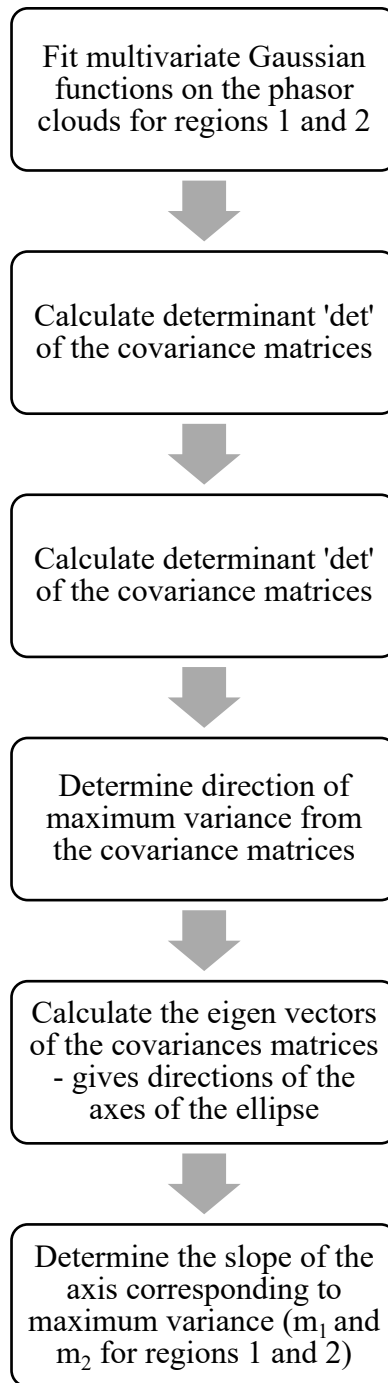 Fit multivariate Gaussian
functions on the phasor
clouds for regions 1 and 2
Calculate determinant 'det'
of the covariance matrices
Calculate determinant 'det'
of the covariance matrices
Determine direction of
maximum variance from
the covariance matrices
Calculate the eigen vectors
of the covariances matrices
- gives directions of the
axes of the ellipse
Determine the slope of the
axis corresponding to
maximum variance (m₁ and
m₂ for regions 1 and 2)